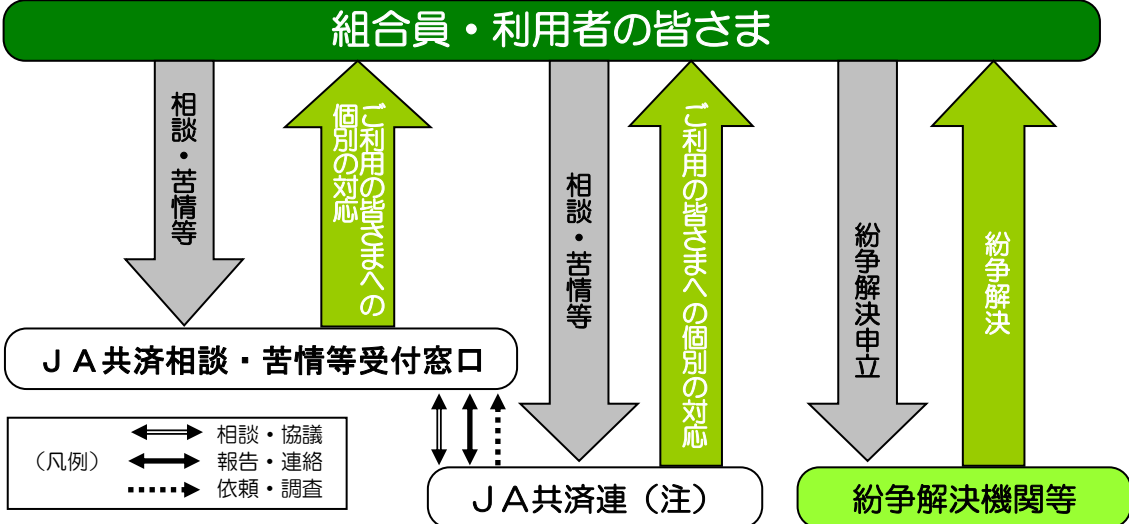 組合員・利用者の皆さま
相談・苦情等
ご利用の皆さまへの
個別の対応
相談・苦情等
ご利用の皆さまへの個別の対応
紛争解決申立
紛争解決
ＪＡ共済相談・苦情等受付窓口
（凡例）
相談・協議
報告・連絡
依頼・調査
ＪＡ共済連（注）
紛争解決機関等